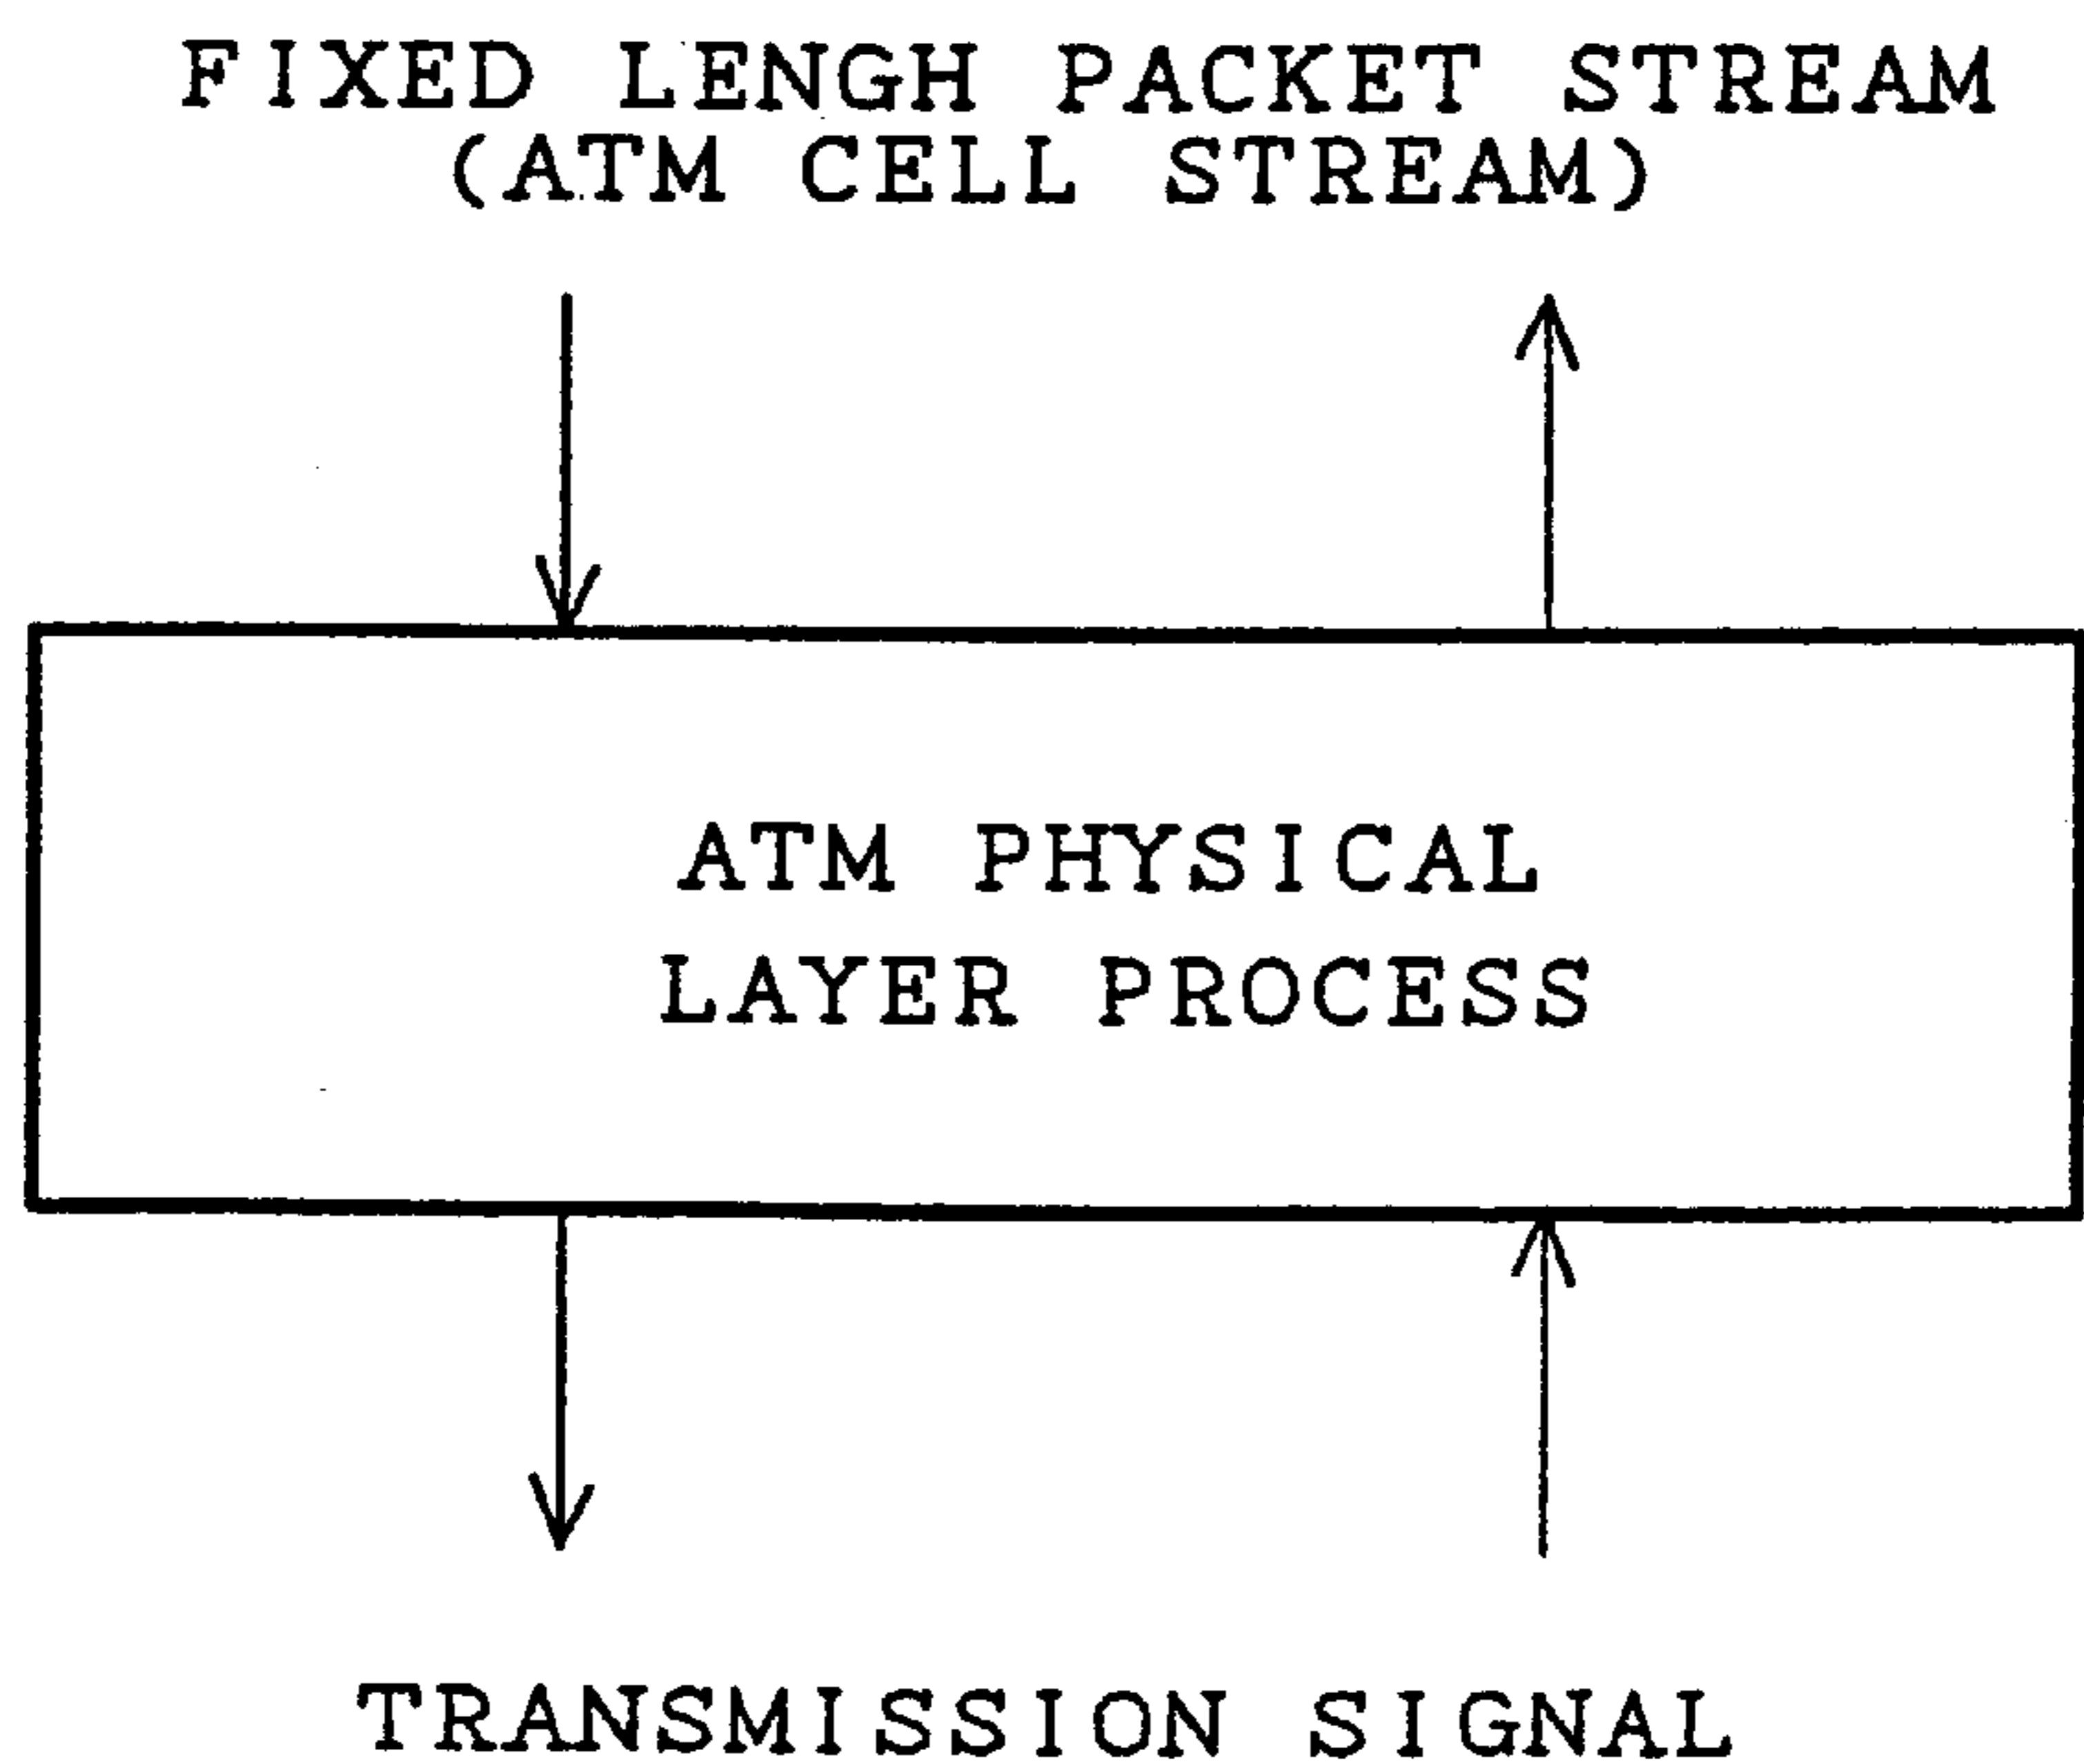 FIXED LENGH PACKET STREAM
(ATM CELL STREAM)
ATM PHYSICAL
LAYER PROCESS
TRANSMISSION SIGNAL